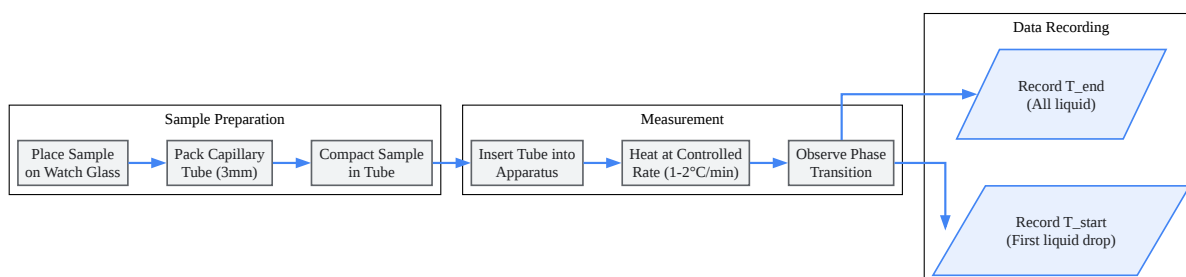 Sample Preparation
Place Sample
on Watch Glass
Pack Capillary
Tube (3mm)
Compact Sample
in Tube
Measurement
Insert Tube into
Apparatus
Heat at Controlled
Rate (1-2°C/min)
Observe Phase
Transition
Data Recording
Record T_end
(All liquid)
Record T_start
(First liquid drop)